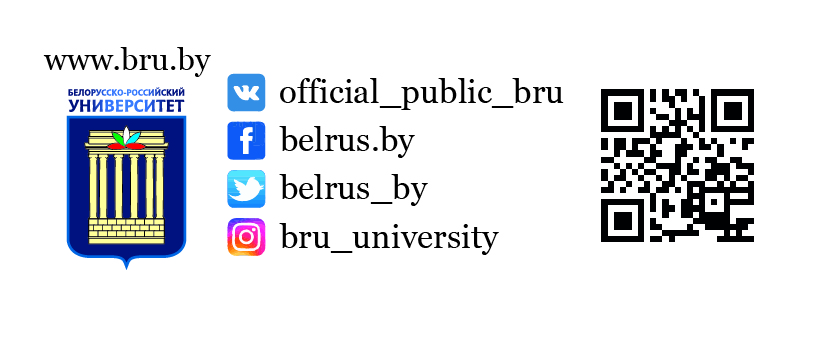 www.bru.by
БЕЛОРУССКО-РОССИЙСКИЙ
УНИВЕРСИТЕТ
official_public_bru
belrus.by
belrus_by
bru_university